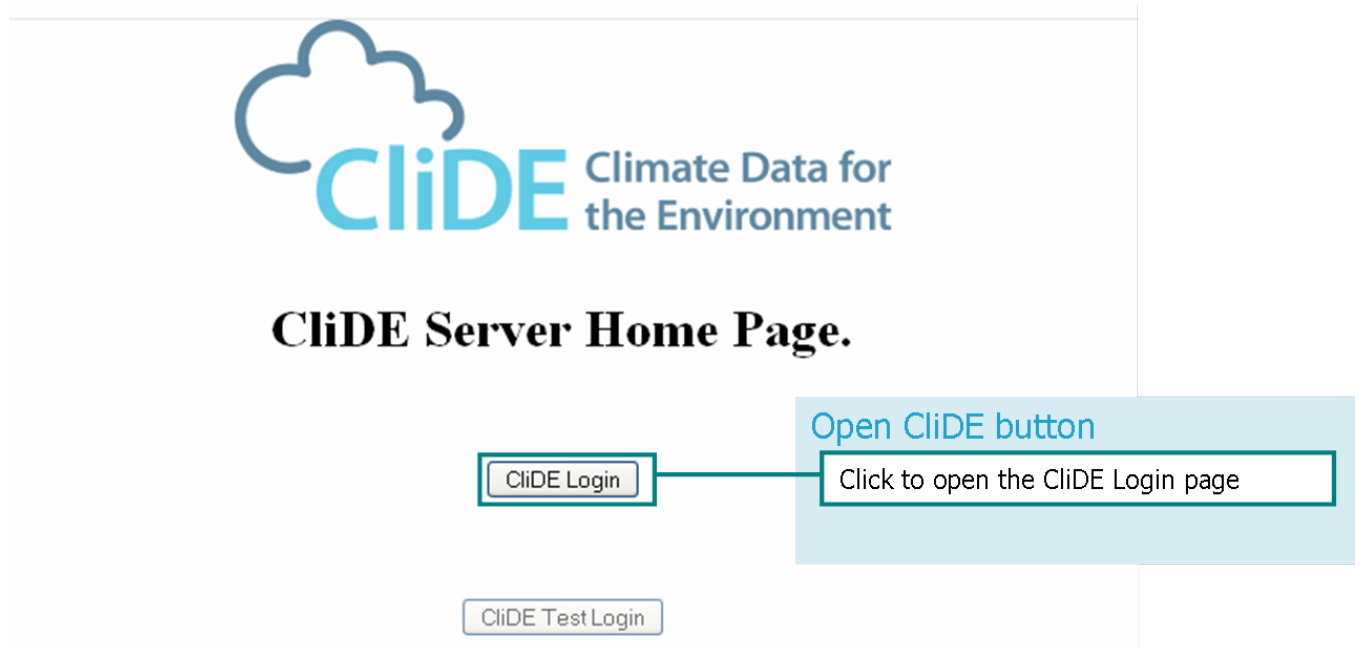 CliDE Climate Data for
the Environment
CliDE Server Home Page.
Open CliDE button
CliDE Login
Click to open the CliDE Login page
CliDE Test Login